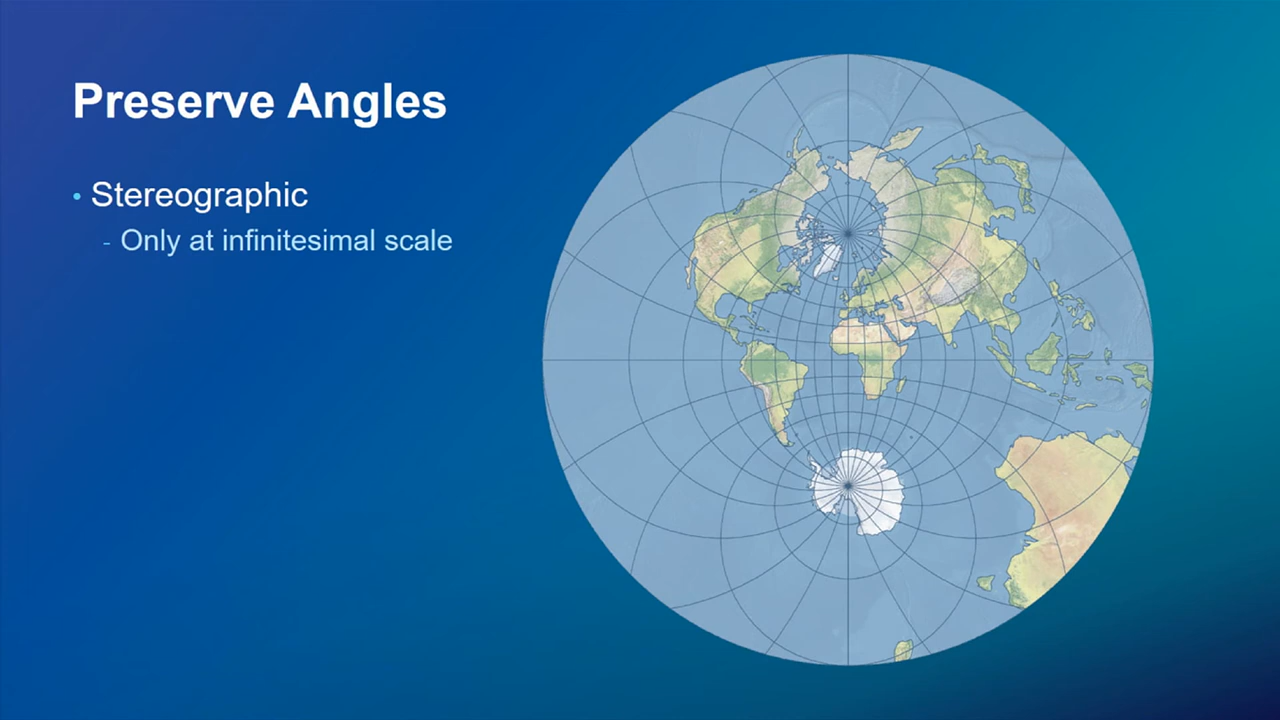 Preserve Angles
• Stereographic
- Only at infinitesimal scale